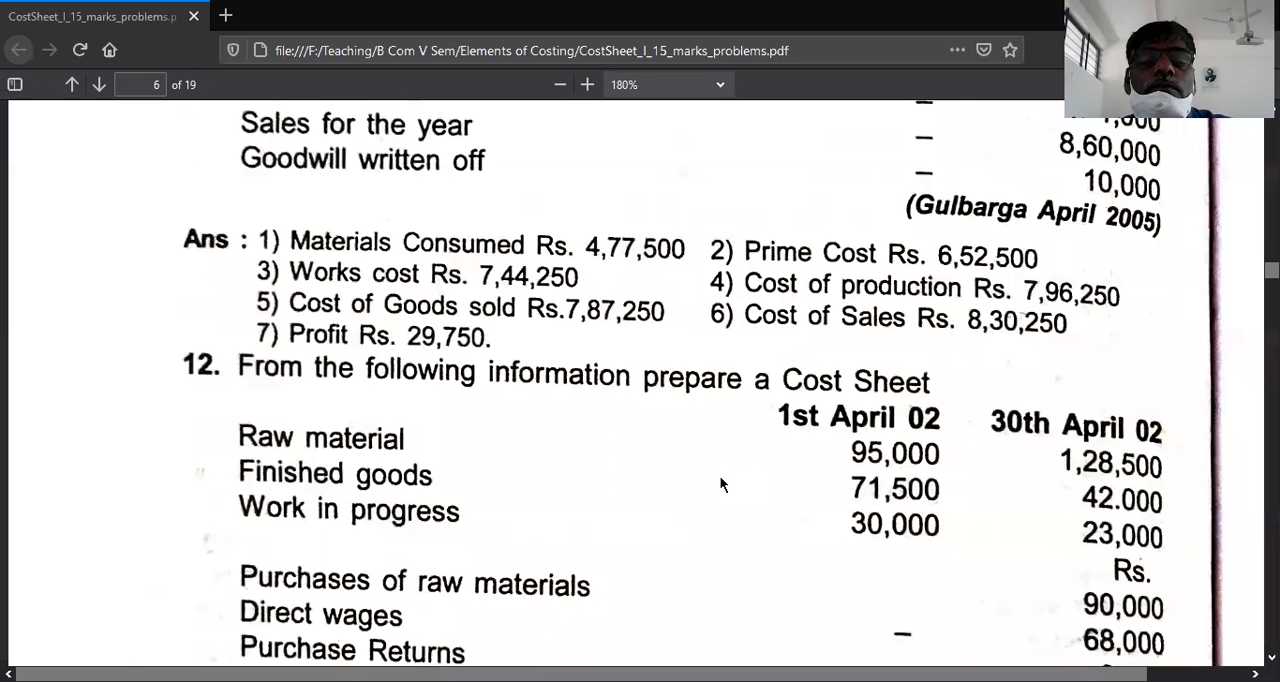 CostSheet_I_15_marks_problems.p
file:///F:/Teaching/B Com V Sem/Elements of Costing/CostSheet_I_15_marks_problems.pdf
6 of 19
180%
Sales for the year – 8,60,000
Goodwill written off – 10,000
(Gulbarga April 2005)
Ans : 1) Materials Consumed Rs. 4,77,500 2) Prime Cost Rs. 6,52,500
3) Works cost Rs. 7,44,250 4) Cost of production Rs. 7,96,250
5) Cost of Goods sold Rs.7,87,250 6) Cost of Sales Rs. 8,30,250
7) Profit Rs. 29,750.
12. From the following information prepare a Cost Sheet
1st April 02 30th April 02
Raw material 95,000 1,28,500
Finished goods 71,500 42.000
Work in progress 30,000 23,000
Rs.
Purchases of raw materials 90,000
Direct wages – 68,000
Purchase Returns